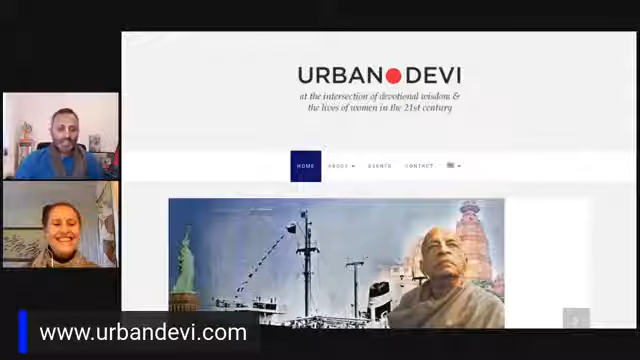 URBAN DEVI
at the intersection of devotional wisdom &
the lives of women in the 21st century
HOME ABOUT EVENTS CONTACT
www.urbandevi.com